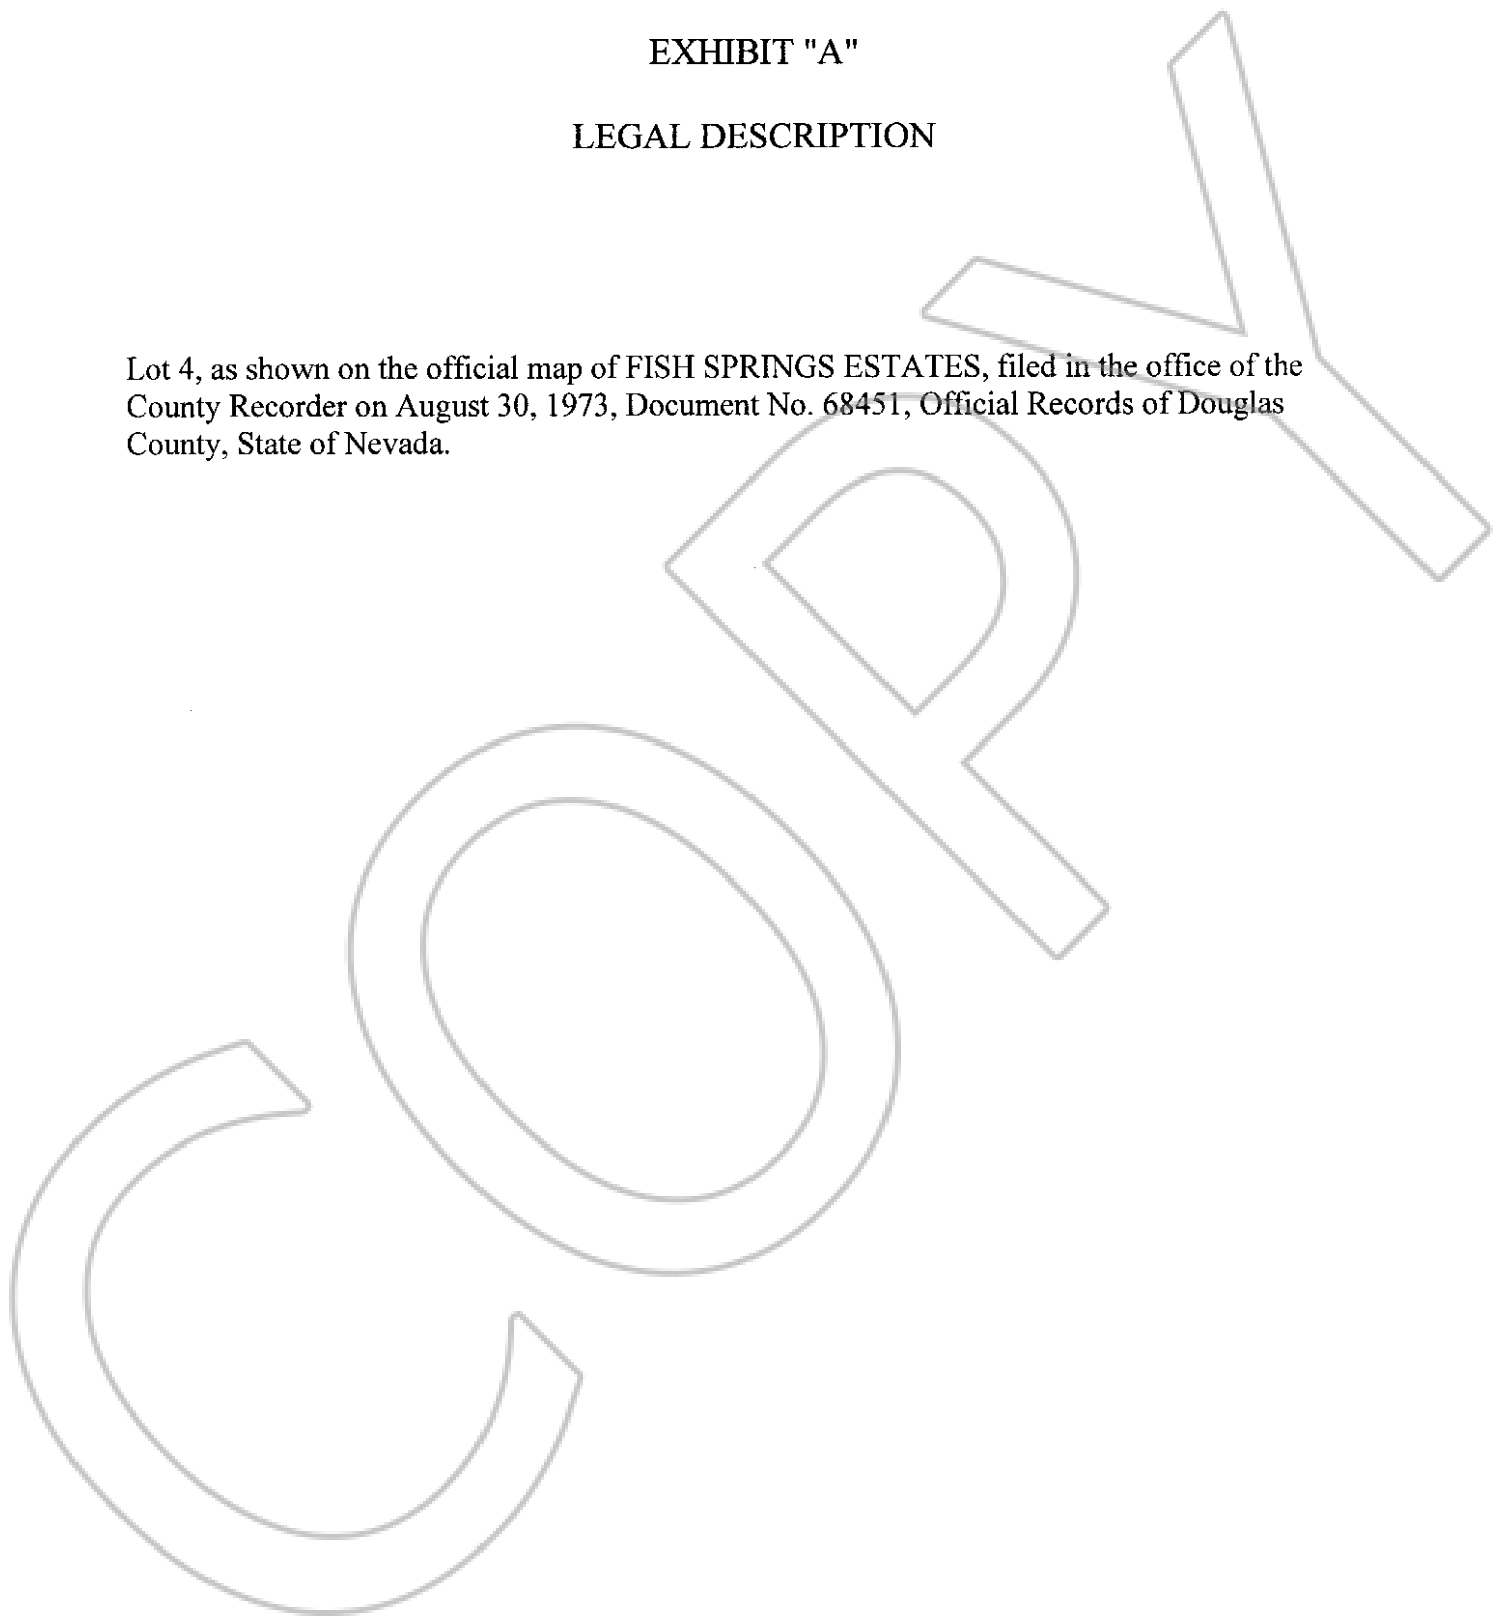 EXHIBIT "A"
LEGAL DESCRIPTION
Lot 4, as shown on the official map of FISH SPRINGS ESTATES, filed in the office of the
County Recorder on August 30, 1973, Document No. 68451, Official Records of Douglas
County, State of Nevada.
COPY